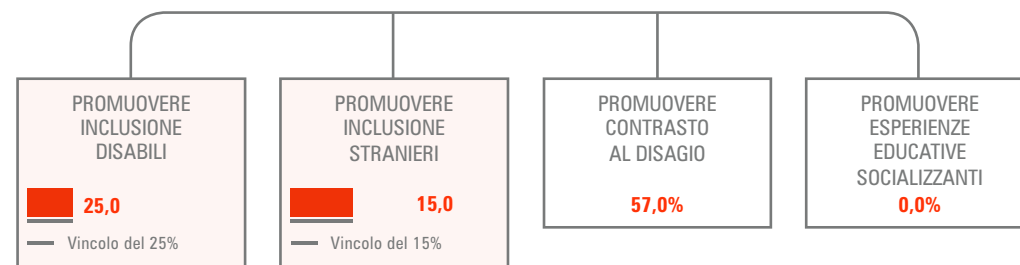 PROMUOVERE
INCLUSIONE
DISABILI
25,0
Vincolo del 25%
PROMUOVERE
INCLUSIONE
STRANIERI
15,0
Vincolo del 15%
PROMUOVERE
CONTRASTO
AL DISAGIO
57,0%
PROMUOVERE
ESPERIENZE
EDUCATIVE
SOCIALIZZANTI
0,0%